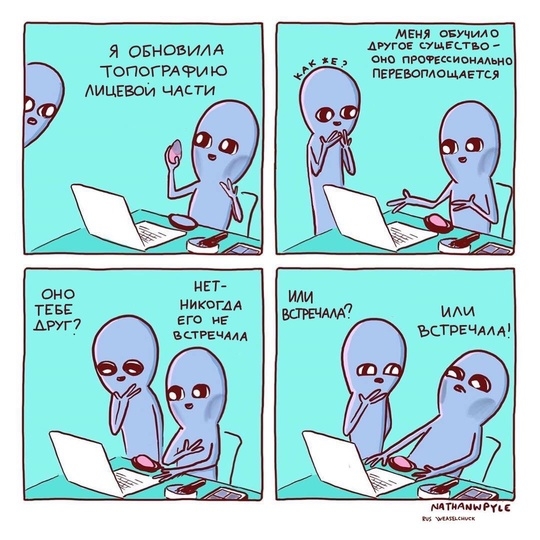 Я ОБНОВИЛА
ТОПОГРАФИЮ
ЛИЦЕВОЙ ЧАСТИ
КАК ЖЕ?
МЕНЯ ОБУЧИЛО
ДРУГОЕ СУЩЕСТВО-
ОНО ПРОФЕССИОНАЛЬНО
ПЕРЕВОПЛОЩАЕТСЯ
ОНО
ТЕБЕ
ДРУГ?
НЕТ-
НИКОГДА
ЕГО НЕ
ВСТРЕЧАЛА
ИЛИ
ВСТРЕЧАЛА?
ИЛИ
ВСТРЕЧАЛА!
NATHANWPYLE
RUS WEASELCHUCK